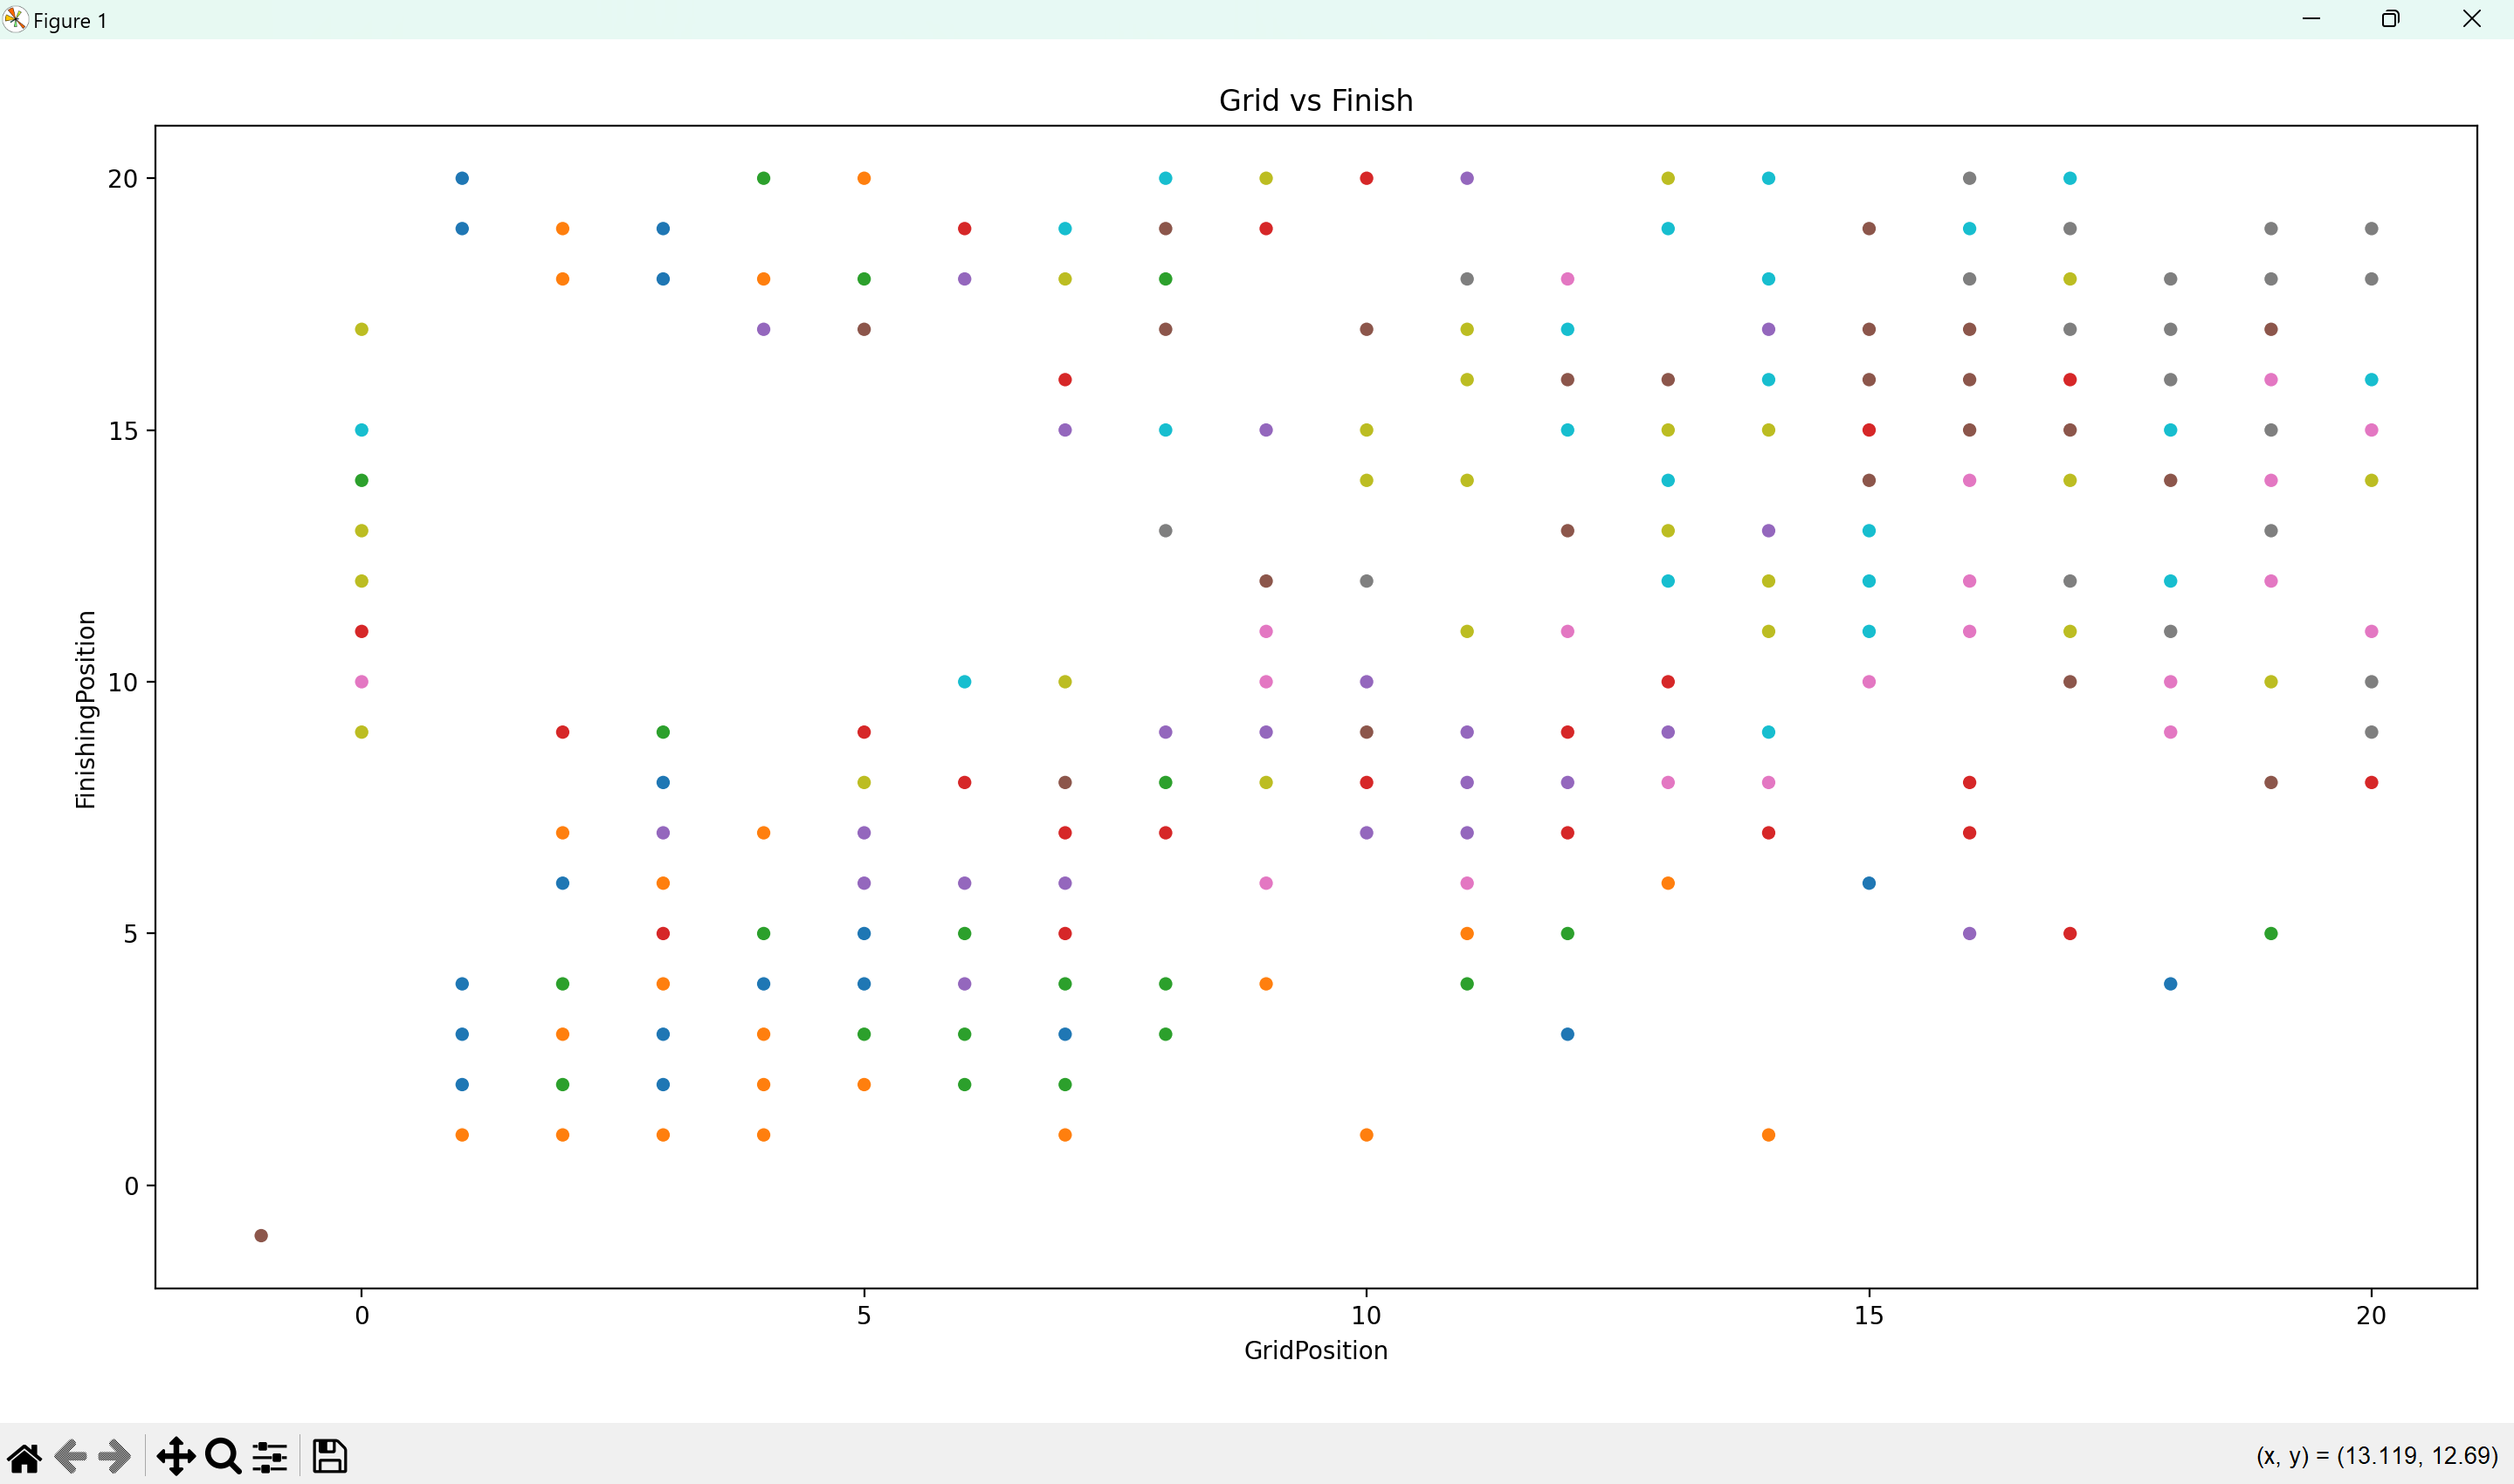 Figure 1
Grid vs Finish
20
15
10
5
0
FinishingPosition
0 5 10 15 20
GridPosition
(x, y) = (13.119, 12.69)